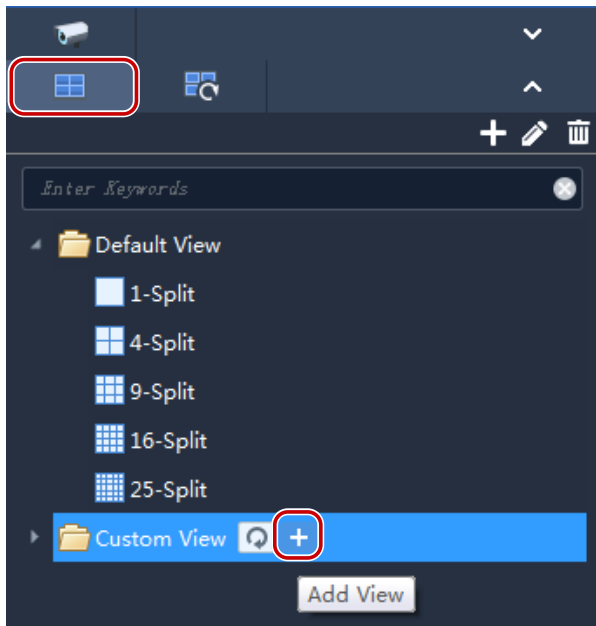 Enter Keywords
Default View
1-Split
4-Split
9-Split
16-Split
25-Split
Custom View
Add View